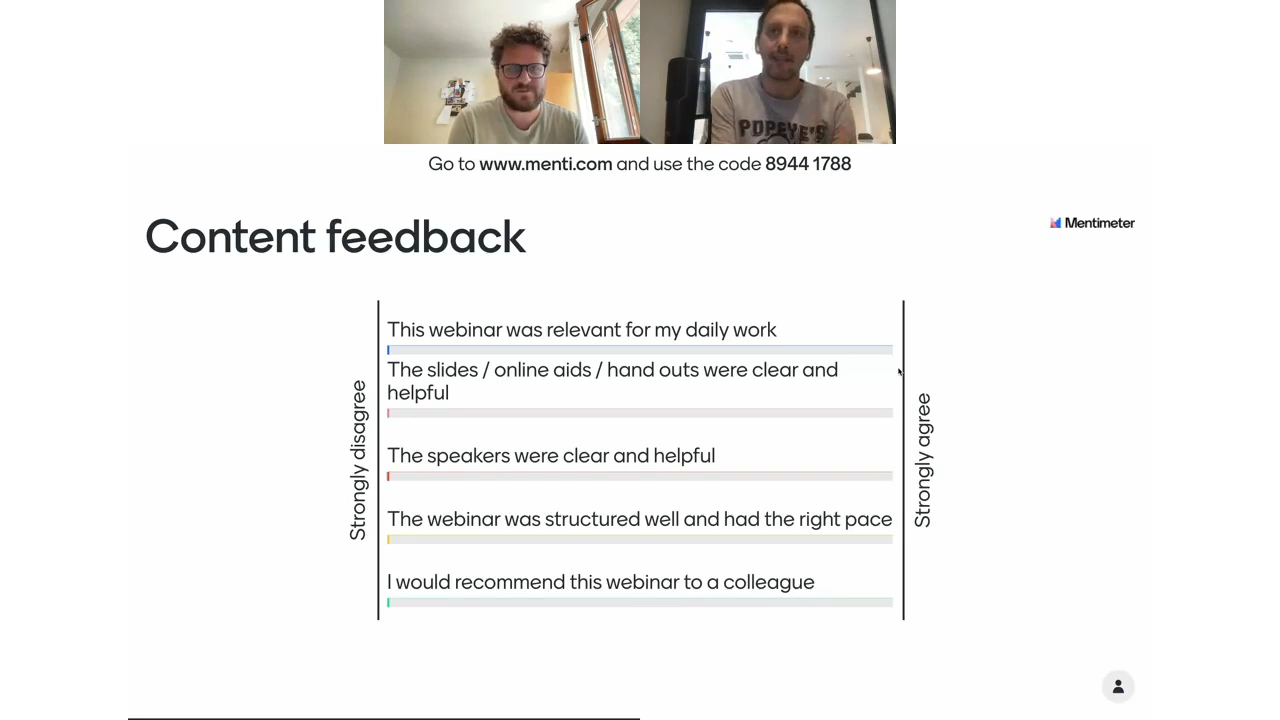 POPEYE'S
Go to www.menti.com and use the code 8944 1788
Content feedback
Mentimeter
This webinar was relevant for my daily work
The slides / online aids / hand outs were clear and
helpful
The speakers were clear and helpful
The webinar was structured well and had the right pace
I would recommend this webinar to a colleague
Strongly disagree
Strongly agree